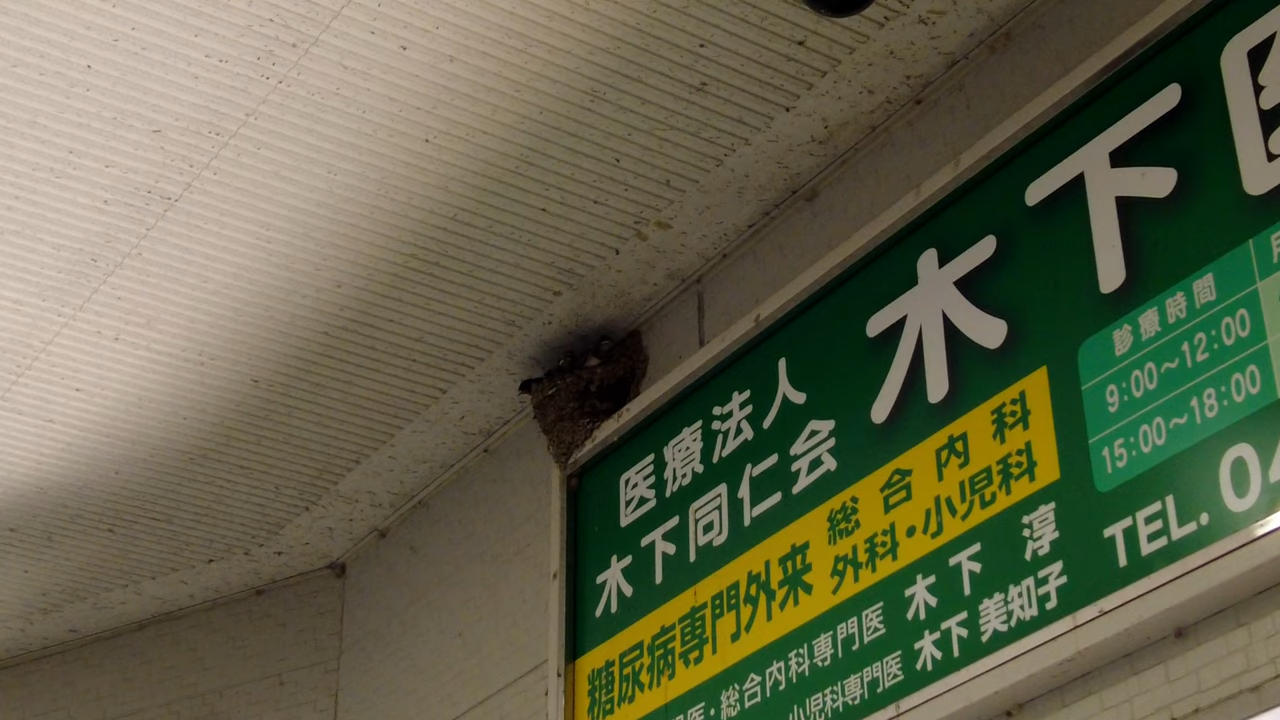 医療法人
木下同仁会
木下医
診療時間
9:00～12:00
15:00～18:00
糖尿病専門外来
総合内科
外科・小児科
医・総合内科専門医 木下 淳
小児科専門医 木下 美知子
TEL. 04